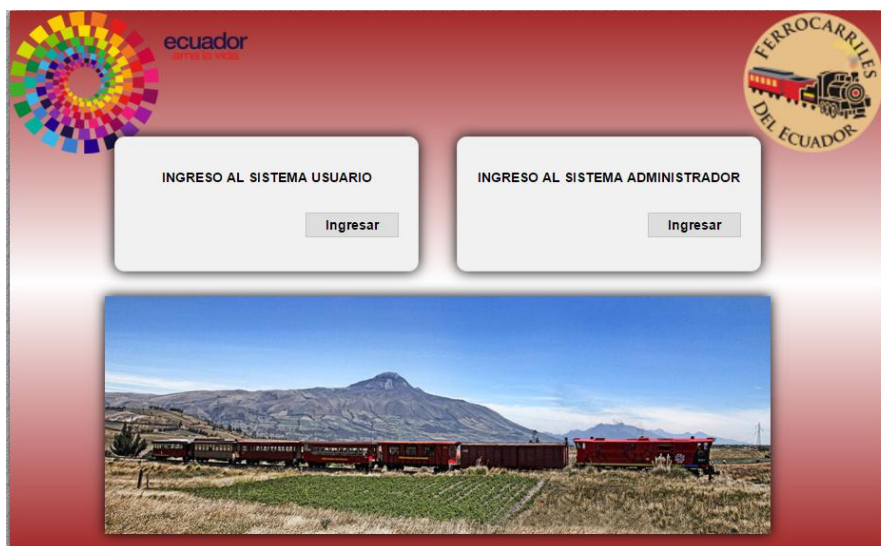 ecuador
ama la vida
FERROCARRILES
DEL ECUADOR
INGRESO AL SISTEMA USUARIO
Ingresar
INGRESO AL SISTEMA ADMINISTRADOR
Ingresar